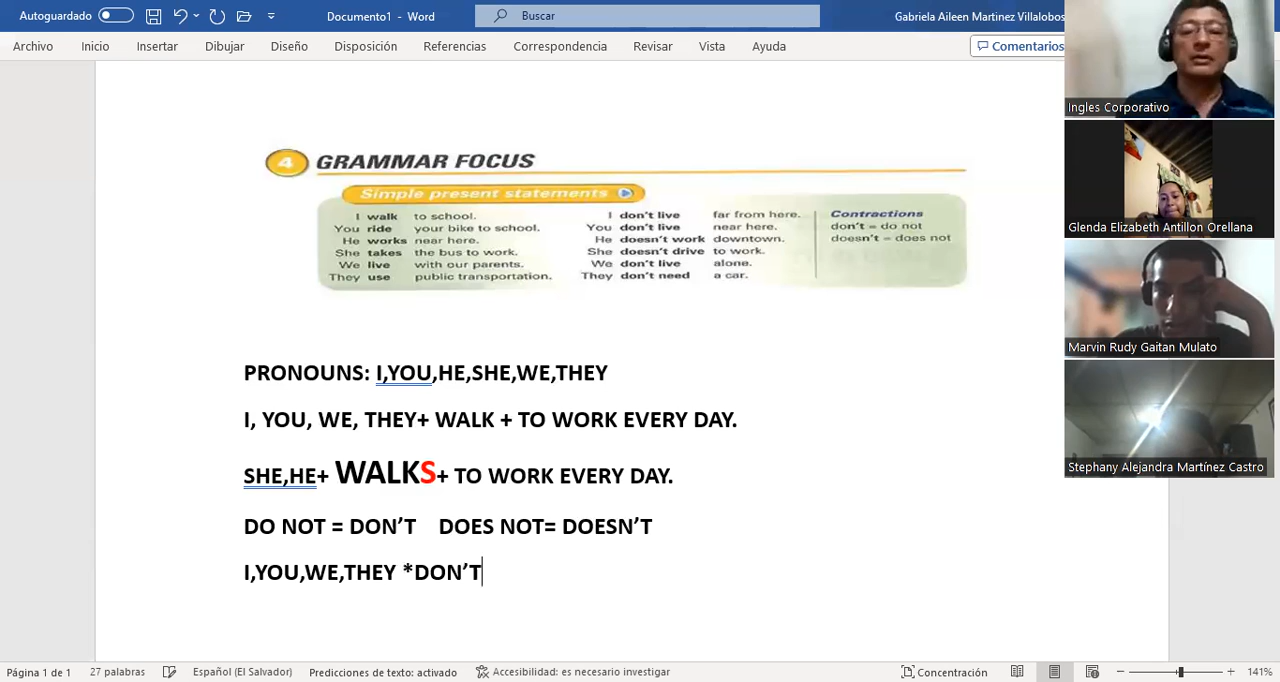 Autoguardado
Documento1 - Word
Buscar
Gabriela Aileen Martinez Villalobos
Archivo Inicio Insertar Dibujar Diseño Disposición Referencias Correspondencia Revisar Vista Ayuda
Comentarios
4 GRAMMAR FOCUS
Simple present statements
I walk to school. I don't live far from here. Contractions
You ride your bike to school. You don't live near here. don't = do not
He works near here. He doesn't work downtown. doesn't = does not
She takes the bus to work. She doesn't drive to work.
We live with our parents. We don't live alone.
They use public transportation. They don't need a car.
PRONOUNS: I,YOU,HE,SHE,WE,THEY
I, YOU, WE, THEY+ WALK + TO WORK EVERY DAY.
SHE,HE+ WALKS+ TO WORK EVERY DAY.
DO NOT = DON'T DOES NOT= DOESN'T
I,YOU,WE,THEY *DON'T
Ingles Corporativo
Glenda Elizabeth Antillon Orellana
Marvin Rudy Gaitan Mulato
Stephany Alejandra Martínez Castro
Página 1 de 1 27 palabras Español (El Salvador) Predicciones de texto: activado Accesibilidad: es necesario investigar Concentración 141%